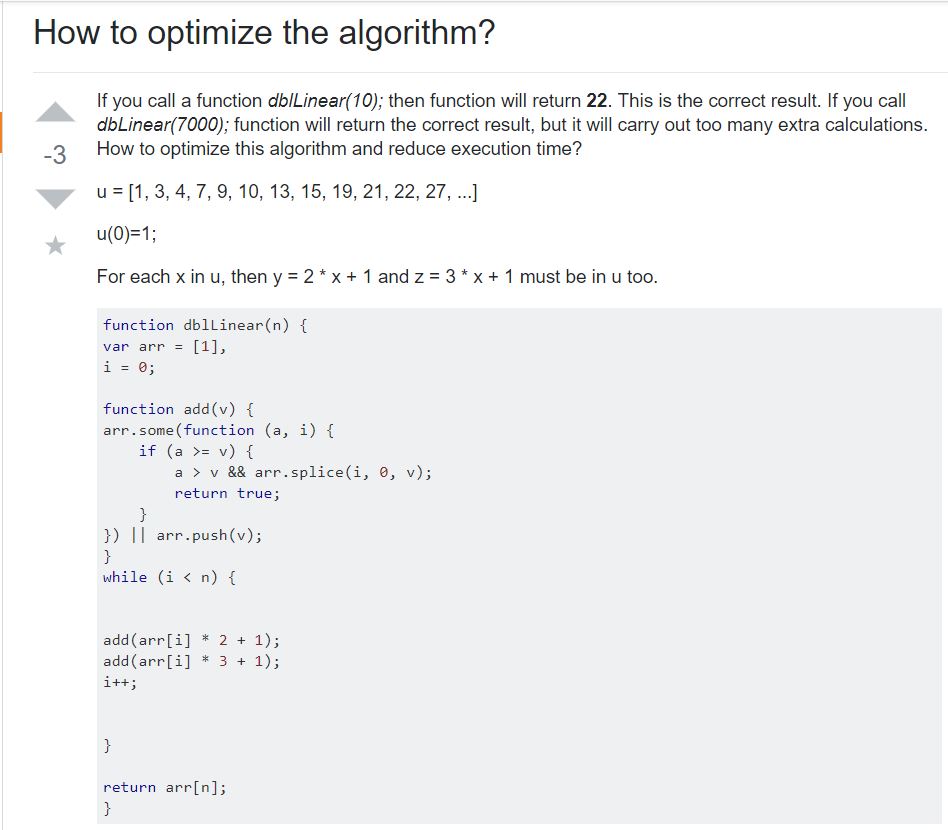 How to optimize the algorithm?
If you call a function dblLinear(10); then function will return 22. This is the correct result. If you call
dbLinear(7000); function will return the correct result, but it will carry out too many extra calculations.
-3
How to optimize this algorithm and reduce execution time?
u = [1, 3, 4, 7, 9, 10, 13, 15, 19, 21, 22, 27, ...]
u(0)=1;
For each x in u, then y = 2 * x + 1 and z = 3 * x + 1 must be in u too.
function dblLinear(n) {
var arr = [1],
i = 0;
function add(v) {
arr.some(function (a, i) {
    if (a >= v) {
        a > v && arr.splice(i, 0, v);
        return true;
    }
}) || arr.push(v);
}
while (i < n) {
add(arr[i] * 2 + 1);
add(arr[i] * 3 + 1);
i++;
}
return arr[n];
}